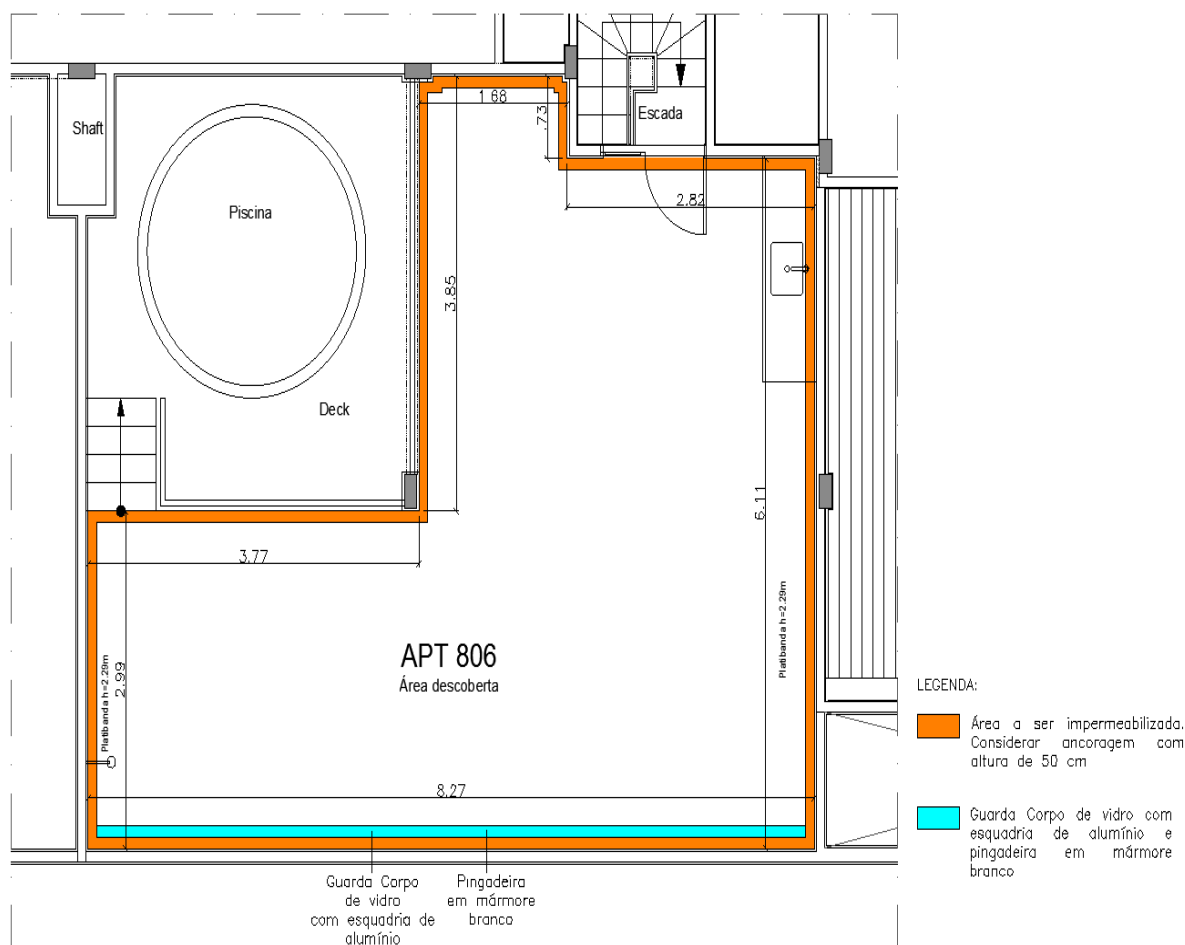 Shaft
Piscina
Deck
Escada
1.68
.73
2.82
3.85
6.11
3.77
2.99
8.27
Platibanda h=2.29m
Platibanda h=2.29m
APT 806
Área descoberta
Guarda Corpo
de vidro
com esquadria de
alumínio
Pingadeira
em mármore
branco
LEGENDA:
Área a ser impermeabilizada.
Considerar ancoragem com
altura de 50 cm
Guarda Corpo de vidro com
esquadria de alumínio e
pingadeira em mármore
branco